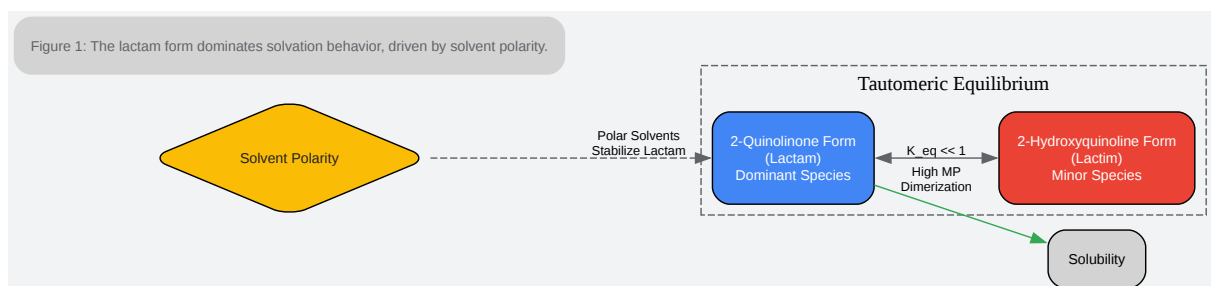 Figure 1: The lactam form dominates solvation behavior, driven by solvent polarity.
Tautomeric Equilibrium
Solvent Polarity
Polar Solvents
Stabilize Lactam
2-Quinolinone Form
(Lactam)
Dominant Species
K_eq << 1
High MP
Dimerization
2-Hydroxyquinoline Form
(Lactim)
Minor Species
Solubility